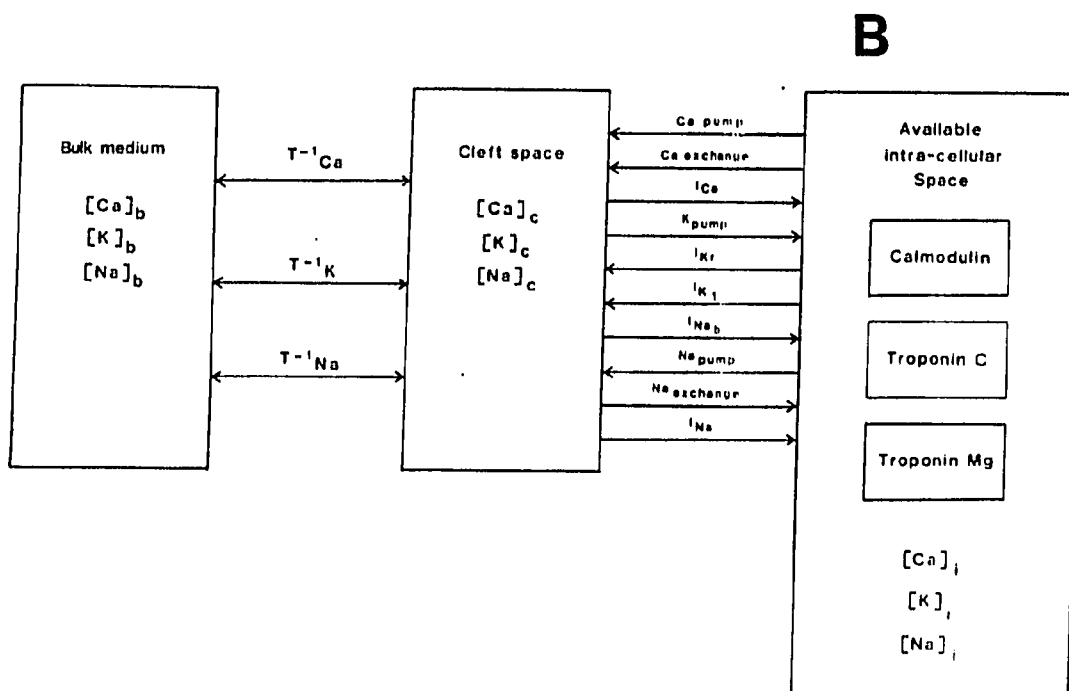 B
Bulk medium
[Ca]b
[K]b
[Na]b
T⁻¹Ca
T⁻¹K
T⁻¹Na
Cleft space
[Ca]c
[K]c
[Na]c
Ca pump
Ca exchange
ICa
Kpump
IKr
IK1
INab
Napump
Na exchange
INa
Available
intra-cellular
Space
Calmodulin
Troponin C
Troponin Mg
[Ca]i
[K]i
[Na]i